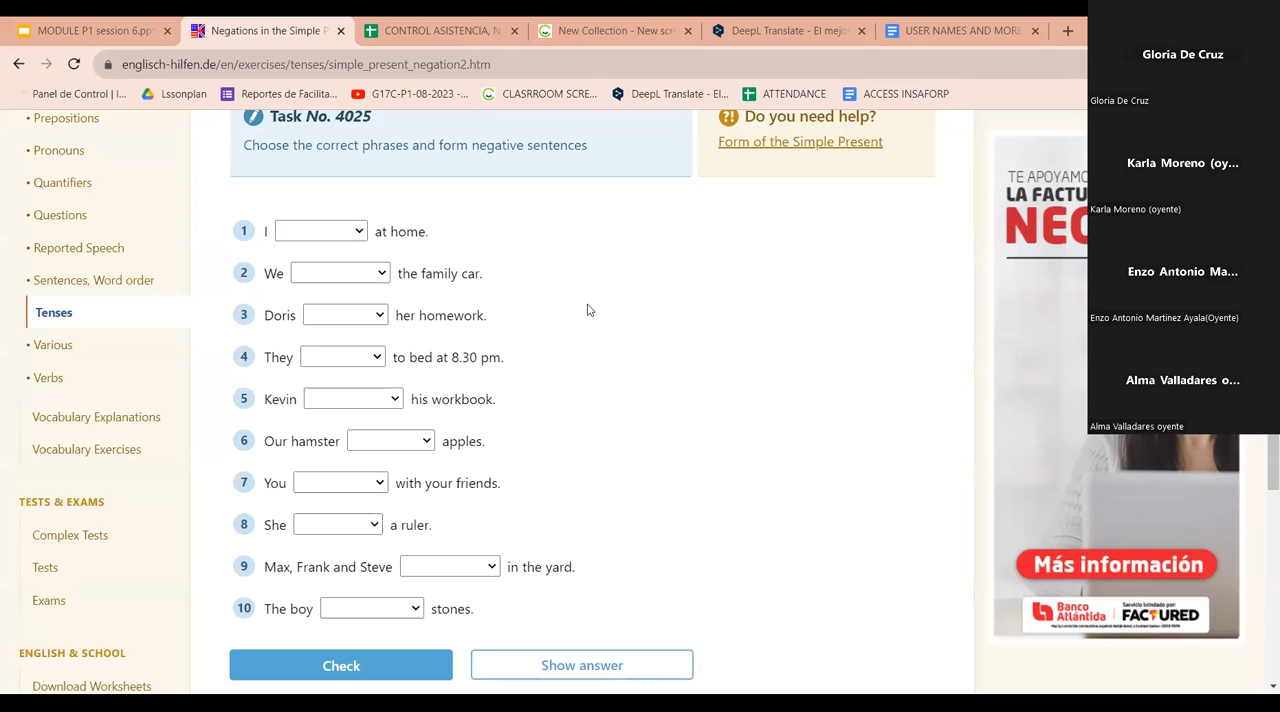 MODULE P1 session 6.pp
Negations in the Simple P
CONTROL ASISTENCIA, N
New Collection - New scr
DeepL Translate - El mejo
USER NAMES AND MORE
englisch-hilfen.de/en/exercises/tenses/simple_present_negation2.htm
Panel de Control | I...
Lssonplan
Reportes de Facilita...
G17C-P1-08-2023 -...
CLASRROOM SCRE...
DeepL Translate - El...
ATTENDANCE
ACCESS INSAFORP
• Prepositions
• Pronouns
• Quantifiers
• Questions
• Reported Speech
• Sentences, Word order
Tenses
• Various
• Verbs
Vocabulary Explanations
Vocabulary Exercises
TESTS & EXAMS
Complex Tests
Tests
Exams
ENGLISH & SCHOOL
Download Worksheets
Task No. 4025
Choose the correct phrases and form negative sentences
Do you need help?
Form of the Simple Present
1 I at home.
2 We the family car.
3 Doris her homework.
4 They to bed at 8.30 pm.
5 Kevin his workbook.
6 Our hamster apples.
7 You with your friends.
8 She a ruler.
9 Max, Frank and Steve in the yard.
10 The boy stones.
Check
Show answer
TE APOYAMO
LA FACTU
NEG
Más información
Banco Atlántida
Servicio brindado por:
FACTURED
Gloria De Cruz
Gloria De Cruz
Karla Moreno (oy...
Karla Moreno (oyente)
Enzo Antonio Ma...
Enzo Antonio Martinez Ayala(Oyente)
Alma Valladares o...
Alma Valladares oyente